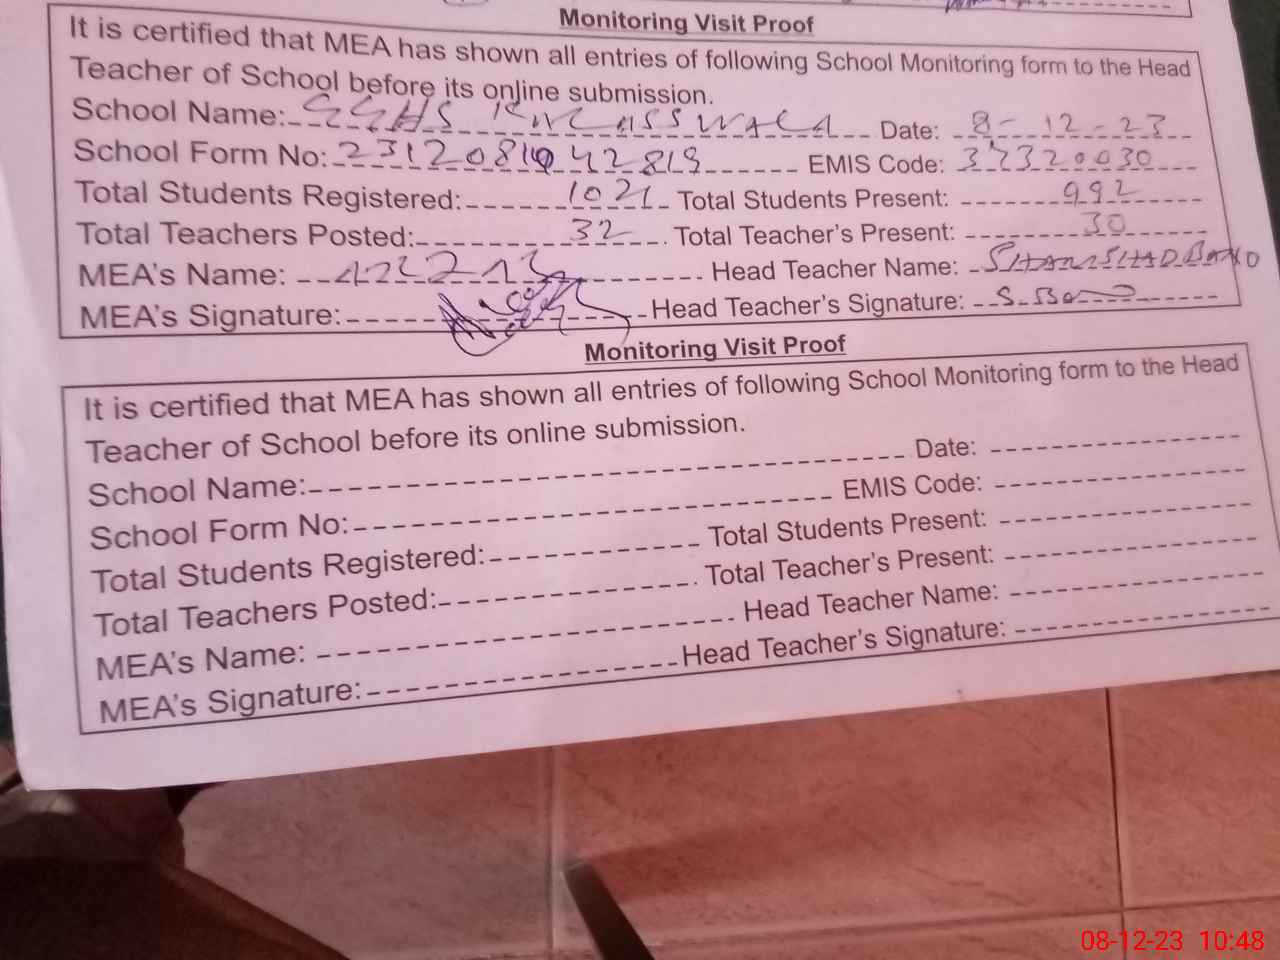 Monitoring Visit Proof
It is certified that MEA has shown all entries of following School Monitoring form to the Head
Teacher of School before its online submission.
School Name: GGHS Date: 8-12-23
School Form No: EMIS Code: 37320030
Total Students Registered: 1021 Total Students Present: 992
Total Teachers Posted: 32 Total Teacher's Present: 30
MEA's Name: Head Teacher Name: SHAMSHAD BANO
MEA's Signature: Head Teacher's Signature: S.Bano
Monitoring Visit Proof
It is certified that MEA has shown all entries of following School Monitoring form to the Head
Teacher of School before its online submission.
School Name: Date:
School Form No: EMIS Code:
Total Students Registered: Total Students Present:
Total Teachers Posted: Total Teacher's Present:
MEA's Name: Head Teacher Name:
MEA's Signature: Head Teacher's Signature:
08-12-23 10:48